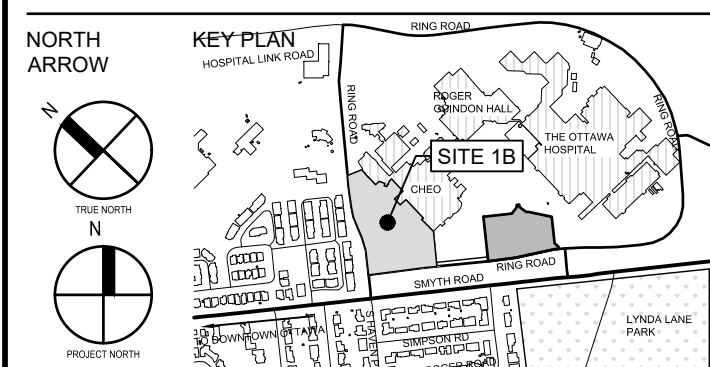 NORTH
ARROW
N
TRUE NORTH
N
PROJECT NORTH
KEY PLAN
HOSPITAL LINK ROAD
RING ROAD
RING ROAD
ROGER
GUINDON HALL
RING ROAD
THE OTTAWA
HOSPITAL
SITE 1B
CHEO
RING ROAD
SMYTH ROAD
LYNDA LANE
PARK
TO DOWNTOWN OTTAWA
SIMPSON RD